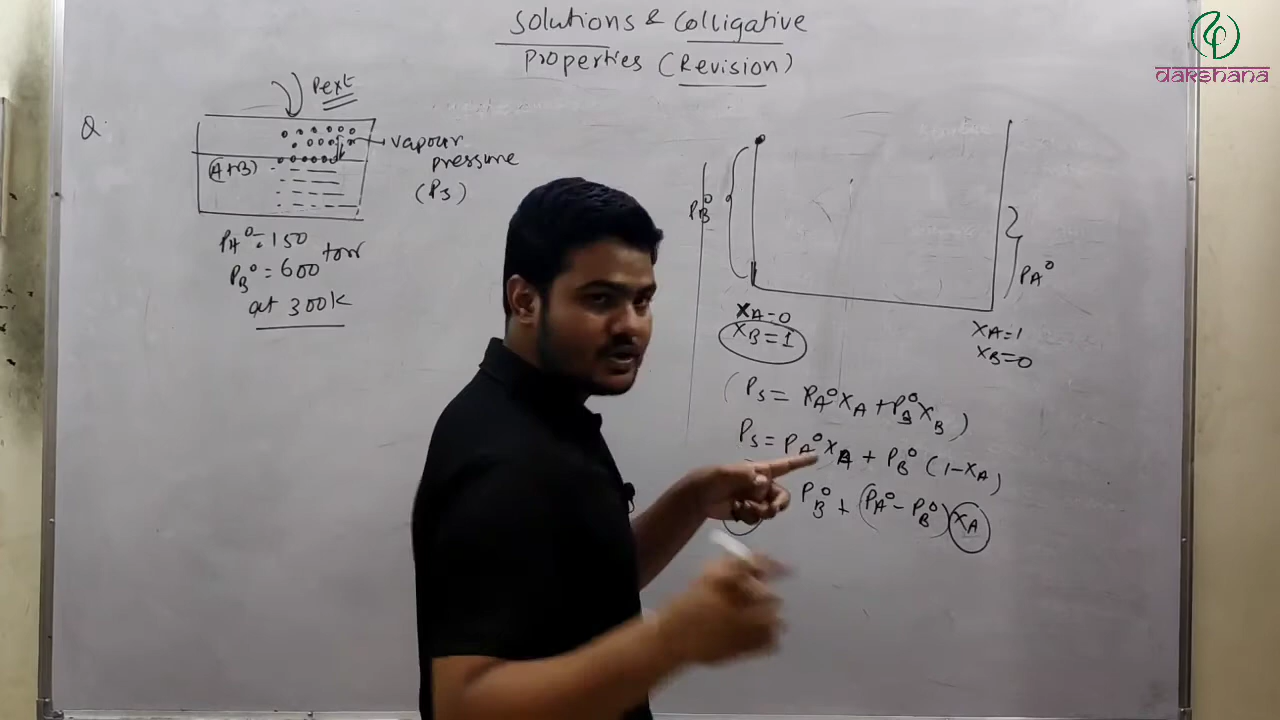 Solutions & Colligative
Properties (Revision)
dakshana
Q.
Pext
(A+B)
vapour
pressure
(Ps)
PA° = 150
PB° = 600 torr
at 300K
PB°
PA°
XA=0
XB=1
XA=1
XB=0
(Ps = PA° XA + PB° XB)
Ps = PA° XA + PB° (1-XA)
PB° + (PA° - PB°) XA